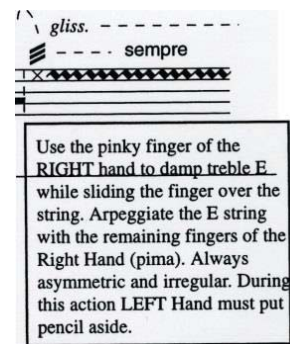 gliss.
sempre
Use the pinky finger of the
RIGHT hand to damp treble E
while sliding the finger over the
string. Arpeggiate the E string
with the remaining fingers of the
Right Hand (pima). Always
asymmetric and irregular. During
this action LEFT Hand must put
pencil aside.